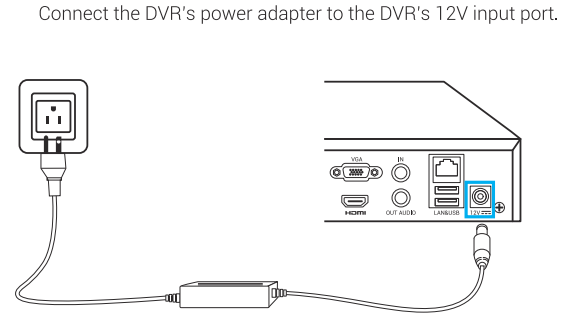 Connect the DVR's power adapter to the DVR's 12V input port.
VGA
IN
HDMI
OUT AUDIO
LAN&USB
12V